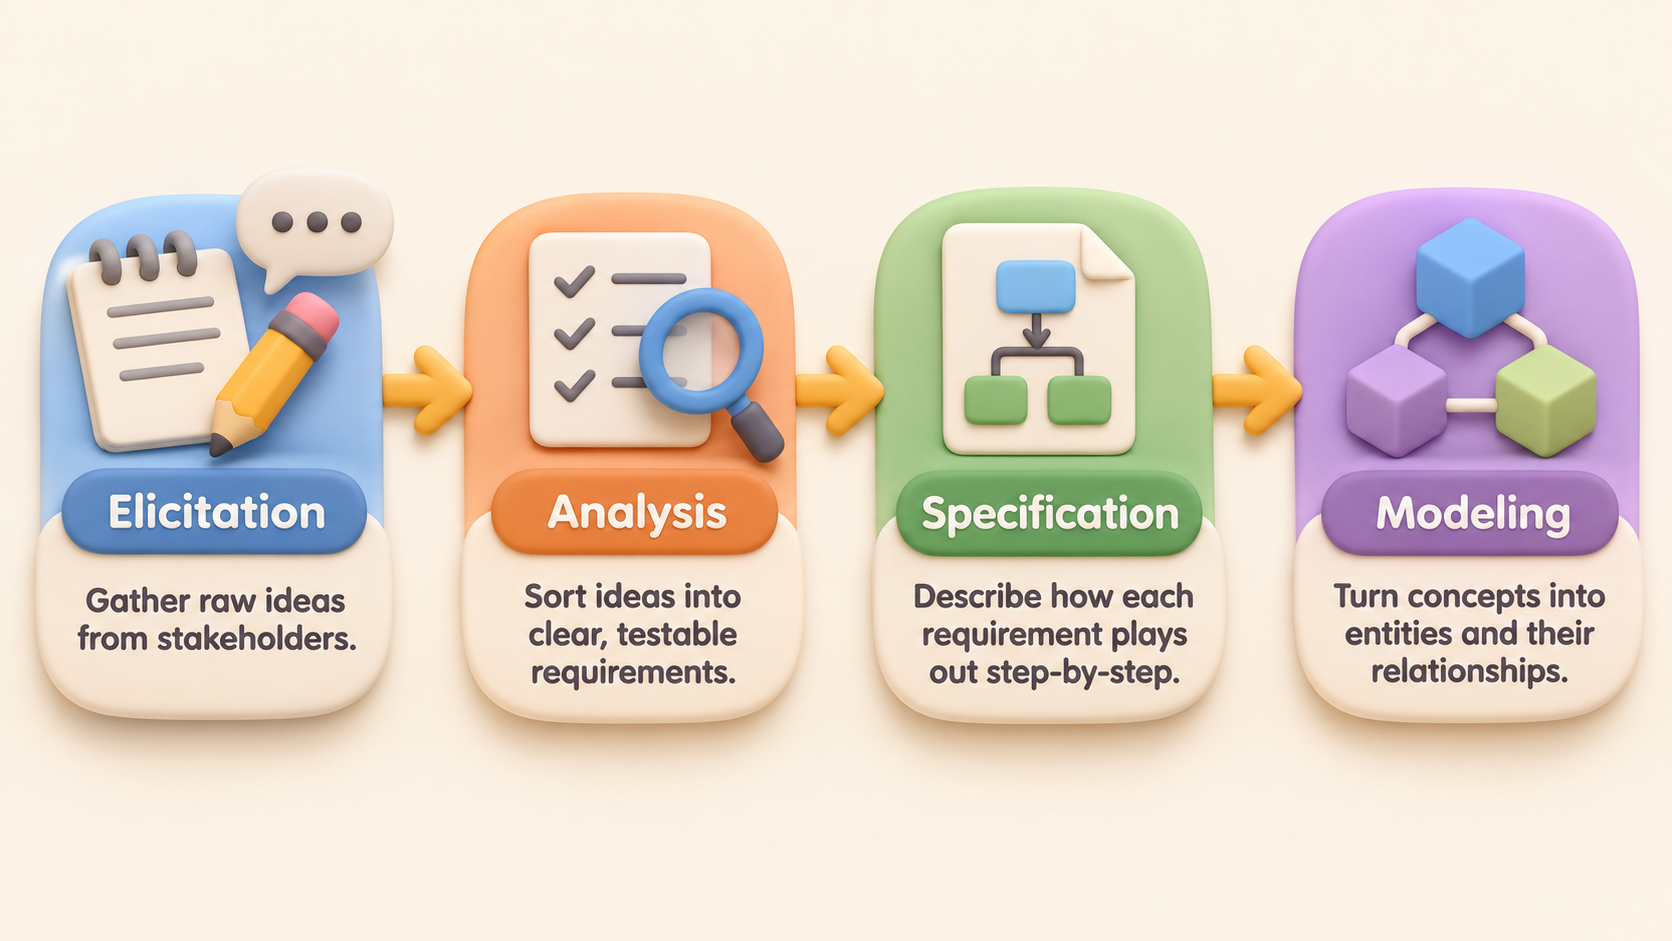 Elicitation
Gather raw ideas
from stakeholders.
Analysis
Sort ideas into
clear, testable
requirements.
Specification
Describe how each
requirement plays
out step-by-step.
Modeling
Turn concepts into
entities and their
relationships.